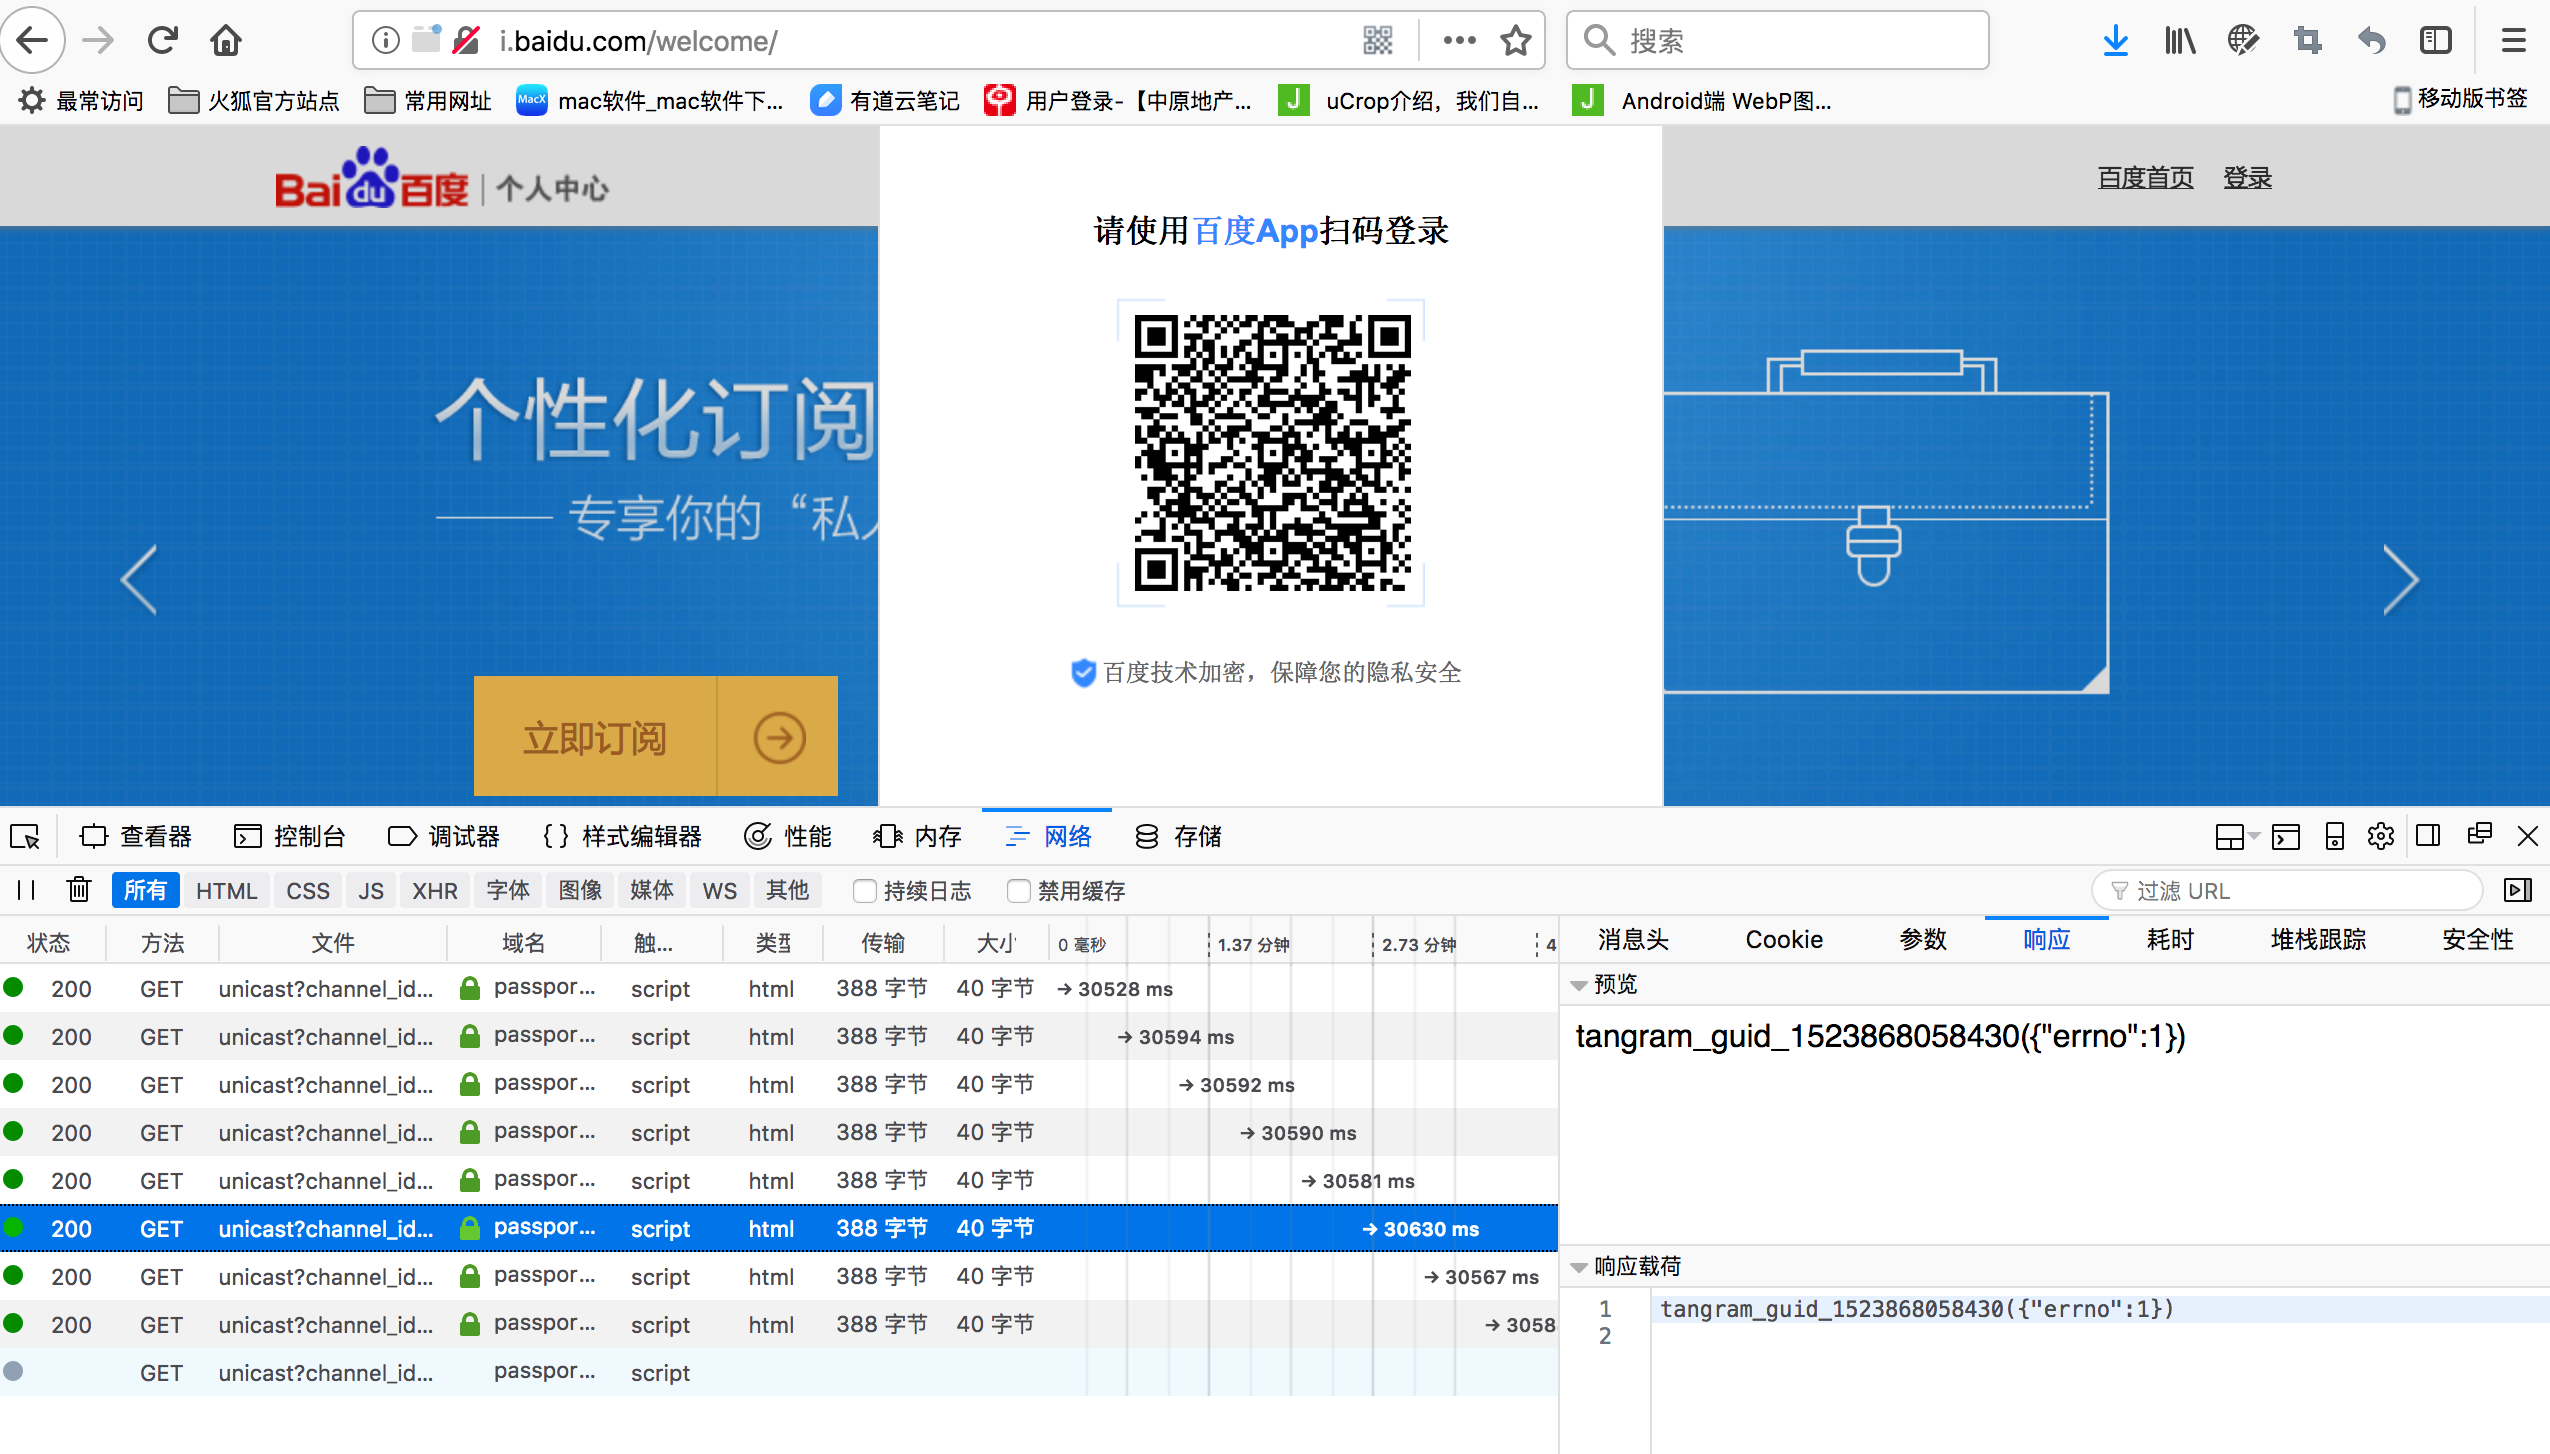 i.baidu.com/welcome/
搜索
最常访问 火狐官方站点 常用网址 MacX mac软件_mac软件下... 有道云笔记 用户登录-【中原地产... J uCrop介绍，我们自... J Android端 WebP图... 移动版书签
Bai du 百度 | 个人中心
百度首页 登录
请使用百度App扫码登录
个性化订阅
专享你的 “私人
百度技术加密，保障您的隐私安全
立即订阅
查看器 控制台 调试器 {} 样式编辑器 性能 内存 网络 存储
所有 HTML CSS JS XHR 字体 图像 媒体 WS 其他 持续日志 禁用缓存 过滤 URL
状态 方法 文件 域名 触... 类型 传输 大小 0 毫秒 1.37 分钟 2.73 分钟 4
200 GET unicast?channel_id... passpor... script html 388 字节 40 字节 → 30528 ms
200 GET unicast?channel_id... passpor... script html 388 字节 40 字节 → 30594 ms
200 GET unicast?channel_id... passpor... script html 388 字节 40 字节 → 30592 ms
200 GET unicast?channel_id... passpor... script html 388 字节 40 字节 → 30590 ms
200 GET unicast?channel_id... passpor... script html 388 字节 40 字节 → 30581 ms
200 GET unicast?channel_id... passpor... script html 388 字节 40 字节 → 30630 ms
200 GET unicast?channel_id... passpor... script html 388 字节 40 字节 → 30567 ms
200 GET unicast?channel_id... passpor... script html 388 字节 40 字节 → 3058
GET unicast?channel_id... passpor... script
消息头 Cookie 参数 响应 耗时 堆栈跟踪 安全性
预览
tangram_guid_1523868058430({"errno":1})
响应载荷
1 tangram_guid_1523868058430({"errno":1})
2